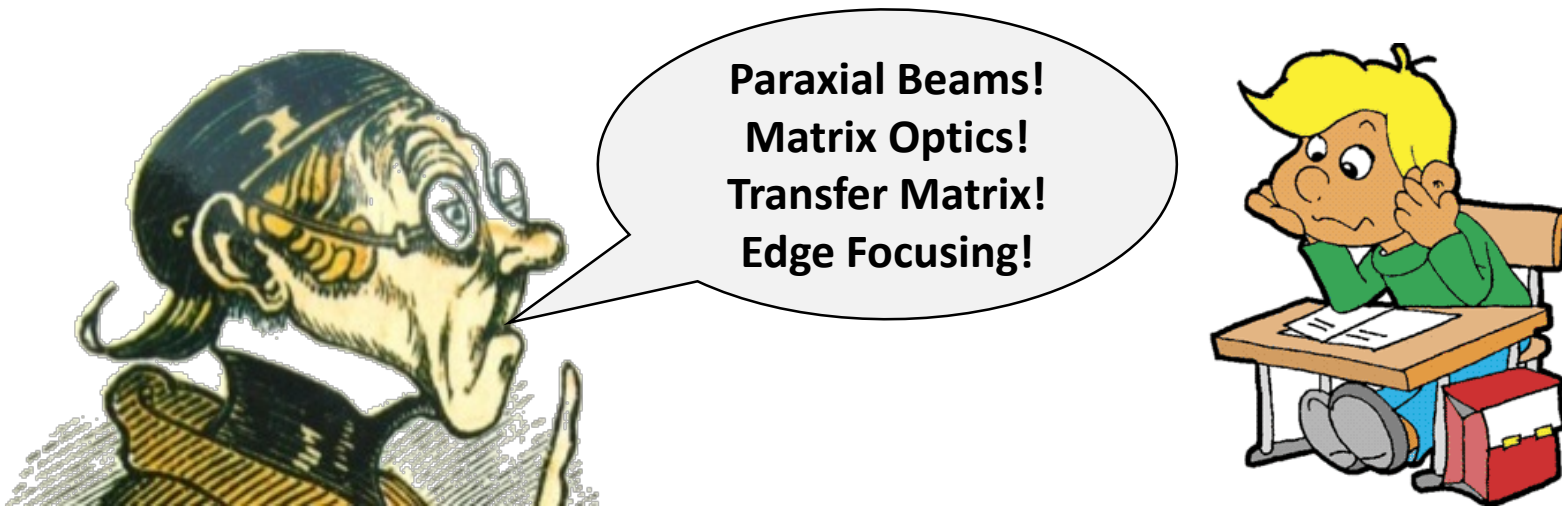 Paraxial Beams!
Matrix Optics!
Transfer Matrix!
Edge Focusing!